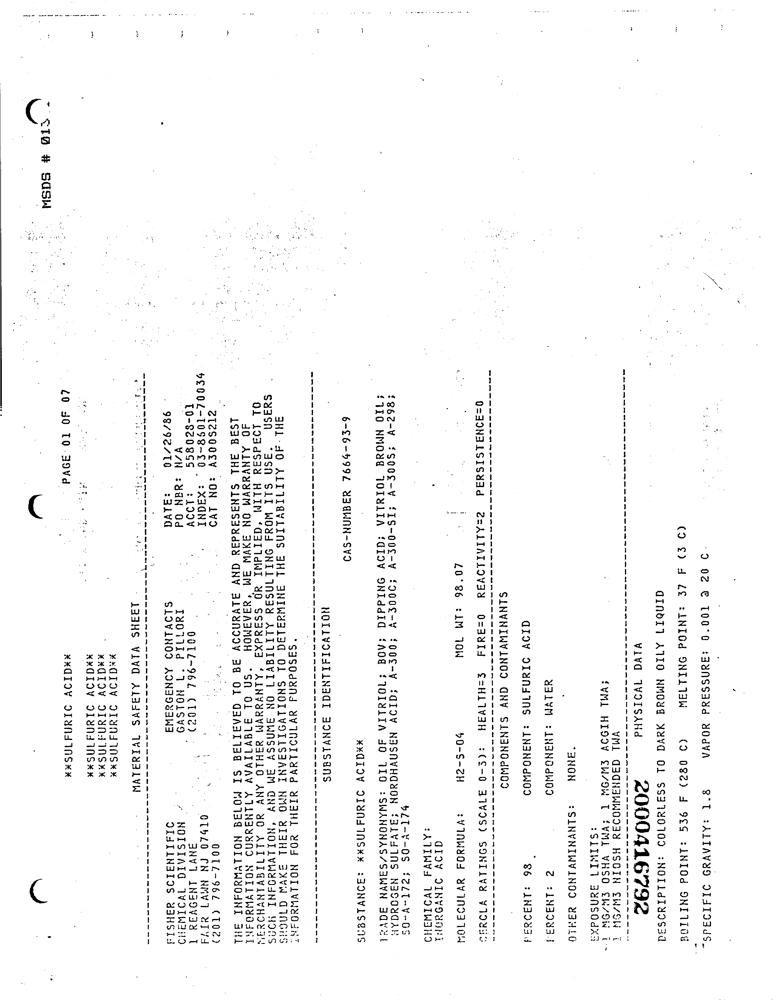 MSDS # 013
PAGE 01 OF 07
**SULFURIC ACID**
**SULFURIC ACID**
**SULFURIC ACID**
**SULFURIC ACID**
MATERIAL SAFETY DATA SHEET
FISHER SCIENTIFIC EMERGENCY CONTACTS DATE: 01/26/86
CHEMICAL DIVISION GASTON L. PILLORI PO NBR: N/A
1 REAGENT LANE (201) 796-7100 ACCT: 558028-01
FAIR LAWN NJ 07410 INDEX: 03-8601-70034
(201) 796-7100 CAT NO: A300S212
THE INFORMATION BELOW IS BELIEVED TO BE ACCURATE AND REPRESENTS THE BEST
INFORMATION CURRENTLY AVAILABLE TO US. HOWEVER, WE MAKE NO WARRANTY OF
MERCHANTABILITY OR ANY OTHER WARRANTY, EXPRESS OR IMPLIED, WITH RESPECT TO
SUCH INFORMATION, AND WE ASSUME NO LIABILITY RESULTING FROM ITS USE. USERS
SHOULD MAKE THEIR OWN INVESTIGATIONS TO DETERMINE THE SUITABILITY OF THE
INFORMATION FOR THEIR PARTICULAR PURPOSES.
SUBSTANCE IDENTIFICATION
CAS-NUMBER 7664-93-9
SUBSTANCE: **SULFURIC ACID**
TRADE NAMES/SYNONYMS: OIL OF VITRIOL; BOV; DIPPING ACID; VITRIOL BROWN OIL;
HYDROGEN SULFATE; NORDHAUSEN ACID; A-300; A-300C; A-300-SI; A-300S; A-298;
SO-A-172; SO-A-174
CHEMICAL FAMILY:
INORGANIC ACID
MOLECULAR FORMULA: H2-S-O4 MOL WT: 98.07
CERCLA RATINGS (SCALE 0-3): HEALTH=3 FIRE=0 REACTIVITY=2 PERSISTENCE=0
COMPONENTS AND CONTAMINANTS
PERCENT: 98 COMPONENT: SULFURIC ACID
PERCENT: 2 COMPONENT: WATER
OTHER CONTAMINANTS: NONE.
EXPOSURE LIMITS:
1 MG/M3 OSHA TWA; 1 MG/M3 ACGIH TWA;
1 MG/M3 NIOSH RECOMMENDED TWA
2000416792 PHYSICAL DATA
DESCRIPTION: COLORLESS TO DARK BROWN OILY LIQUID
BOILING POINT: 536 F (280 C) MELTING POINT: 37 F (3 C)
SPECIFIC GRAVITY: 1.8 VAPOR PRESSURE: 0.001 @ 20 C